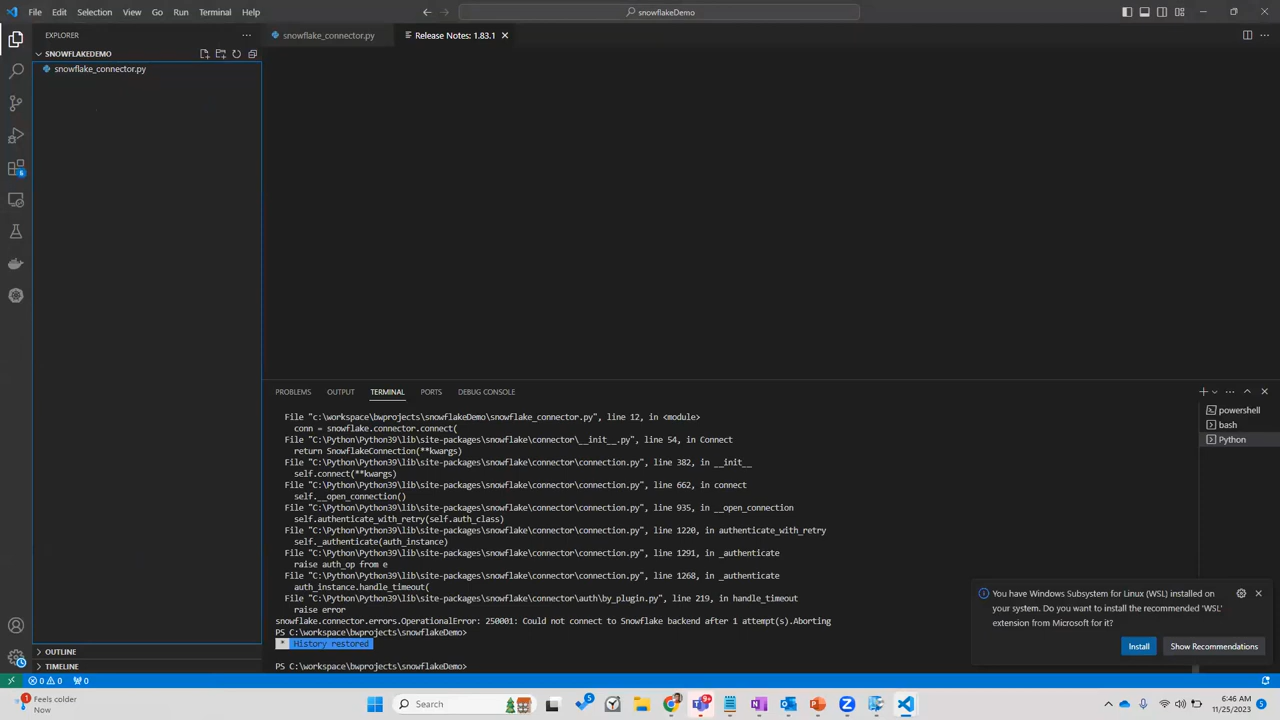 File Edit Selection View Go Run Terminal Help
snowflakeDemo
EXPLORER
snowflake_connector.py
Release Notes: 1.83.1
SNOWFLAKEDEMO
snowflake_connector.py
6
PROBLEMS OUTPUT TERMINAL PORTS DEBUG CONSOLE
File "C:\workspace\bwprojects\snowflakeDemo\snowflake_connector.py", line 12, in <module>
conn = snowflake.connector.connect(
File "C:\Python\Python39\lib\site-packages\snowflake\connector\__init__.py", line 54, in Connect
return SnowflakeConnection(**kwargs)
File "C:\Python\Python39\lib\site-packages\snowflake\connector\connection.py", line 382, in __init__
self.connect(**kwargs)
File "C:\Python\Python39\lib\site-packages\snowflake\connector\connection.py", line 662, in connect
self.__open_connection()
File "C:\Python\Python39\lib\site-packages\snowflake\connector\connection.py", line 935, in __open_connection
self.authenticate_with_retry(self.auth_class)
File "C:\Python\Python39\lib\site-packages\snowflake\connector\connection.py", line 1220, in authenticate_with_retry
self._authenticate(auth_instance)
File "C:\Python\Python39\lib\site-packages\snowflake\connector\connection.py", line 1291, in _authenticate
raise auth_op from e
File "C:\Python\Python39\lib\site-packages\snowflake\connector\connection.py", line 1268, in _authenticate
auth_instance.handle_timeout(
File "C:\Python\Python39\lib\site-packages\snowflake\connector\auth\by_plugin.py", line 219, in handle_timeout
raise error
snowflake.connector.errors.OperationalError: 250001: Could not connect to Snowflake backend after 1 attempt(s).Aborting
PS C:\workspace\bwprojects\snowflakeDemo>
* History restored
PS C:\workspace\bwprojects\snowflakeDemo>
powershell
bash
Python
You have Windows Subsystem for Linux (WSL) installed on
your system. Do you want to install the recommended 'WSL'
extension from Microsoft for it?
Install
Show Recommendations
OUTLINE
TIMELINE
0 0 0
1
Feels colder
Now
Search
5
9+
6:46 AM
11/25/2023
5